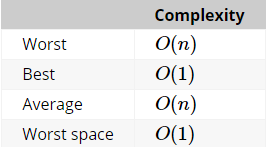 Complexity
Worst O(n)
Best O(1)
Average O(n)
Worst space O(1)